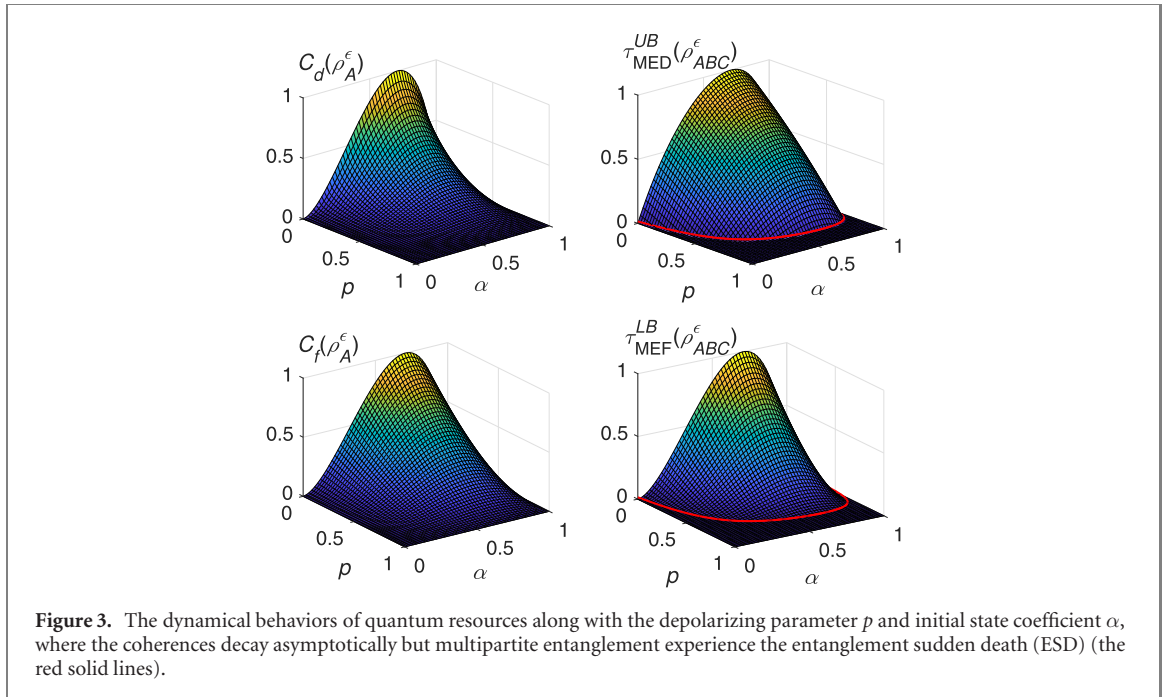 C_d(ρ_A^ϵ)
1
0.5
0
0
0.5
1
p
0
0.5
1
α
τ_MED^UB(ρ_ABC^ϵ)
1
0.5
0
0
0.5
1
p
0
0.5
1
α
C_f(ρ_A^ϵ)
1
0.5
0
0
0.5
1
p
0
0.5
1
α
τ_MEF^LB(ρ_ABC^ϵ)
1
0.5
0
0
0.5
1
p
0
0.5
1
α
Figure 3. The dynamical behaviors of quantum resources along with the depolarizing parameter p and initial state coefficient α,
where the coherences decay asymptotically but multipartite entanglement experience the entanglement sudden death (ESD) (the
red solid lines).